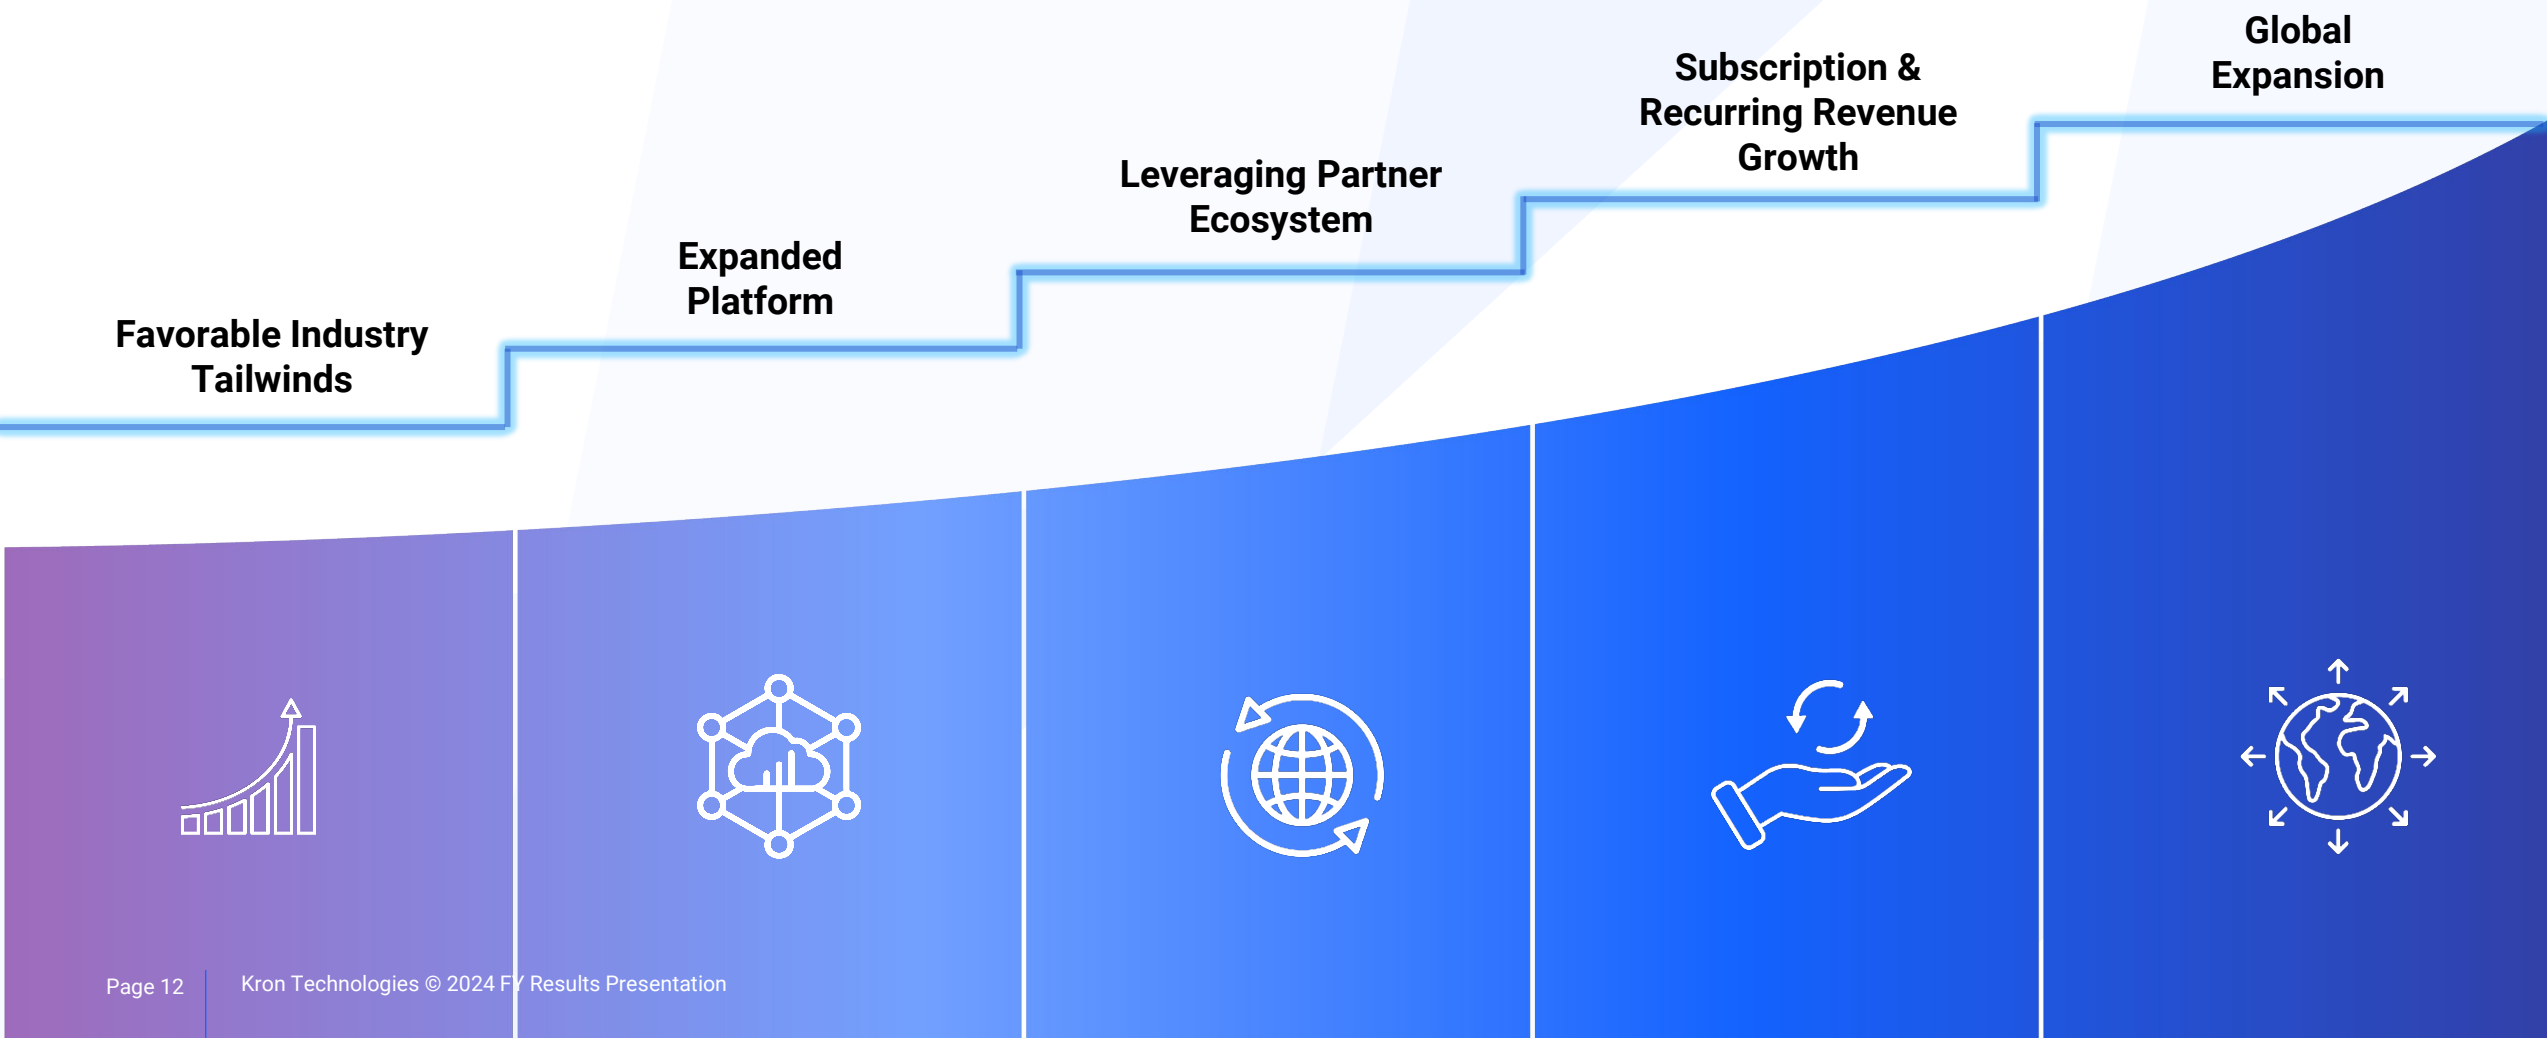 Favorable Industry
Tailwinds
Expanded
Platform
Leveraging Partner
Ecosystem
Subscription &
Recurring Revenue
Growth
Global
Expansion
Page 12
Kron Technologies © 2024 FY Results Presentation